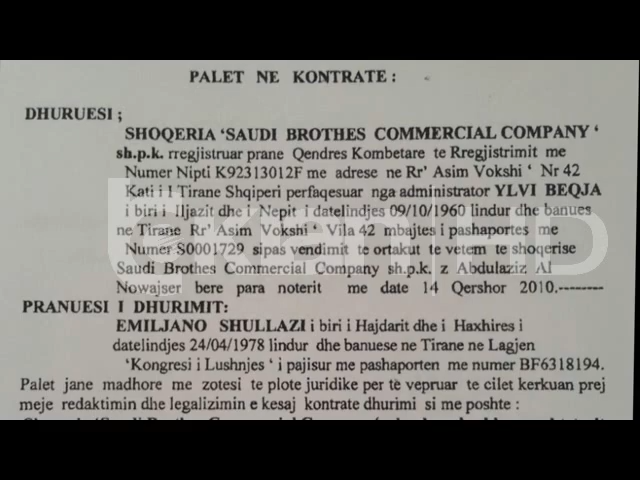 PALET NE KONTRATE :
DHURUESI ;
SHOQERIA ‘SAUDI BROTHES COMMERCIAL COMPANY ‘
sh.p.k. rregjistruar prane Qendres Kombetare te Rregjistrimit me
Numer Nipti K92313012F me adrese ne Rr’ Asim Vokshi ‘ Nr 42
Kati i 1 Tirane Shqiperi perfaqesuar nga administrator YLVI BEQJA
i biri i Iljazit dhe i Nepit i datelindjes 09/10/1960 lindur dhe banues
ne Tirane Rr’ Asim Vokshi ‘ Vila 42 mbajtes i pashaportes me
Numer S0001729 sipas vendimit te ortakut te vetem te shoqerise
Saudi Brothes Commercial Company sh.p.k. z Abdulaziz Al
Nowajser bere para noterit me date 14 Qershor 2010.--------
PRANUESI I DHURIMIT:
EMILJANO SHULLAZI i biri i Hajdarit dhe i Haxhires i
datelindjes 24/04/1978 lindur dhe banuese ne Tirane ne Lagjen
‘Kongresi i Lushnjes ‘ i pajisur me pashaporten me numer BF6318194.
Palet jane madhore me zotesi te plote juridike per te vepruar te cilet kerkuan prej
meje redaktimin dhe legalizimin e kesaj kontrate dhurimi si me poshte :